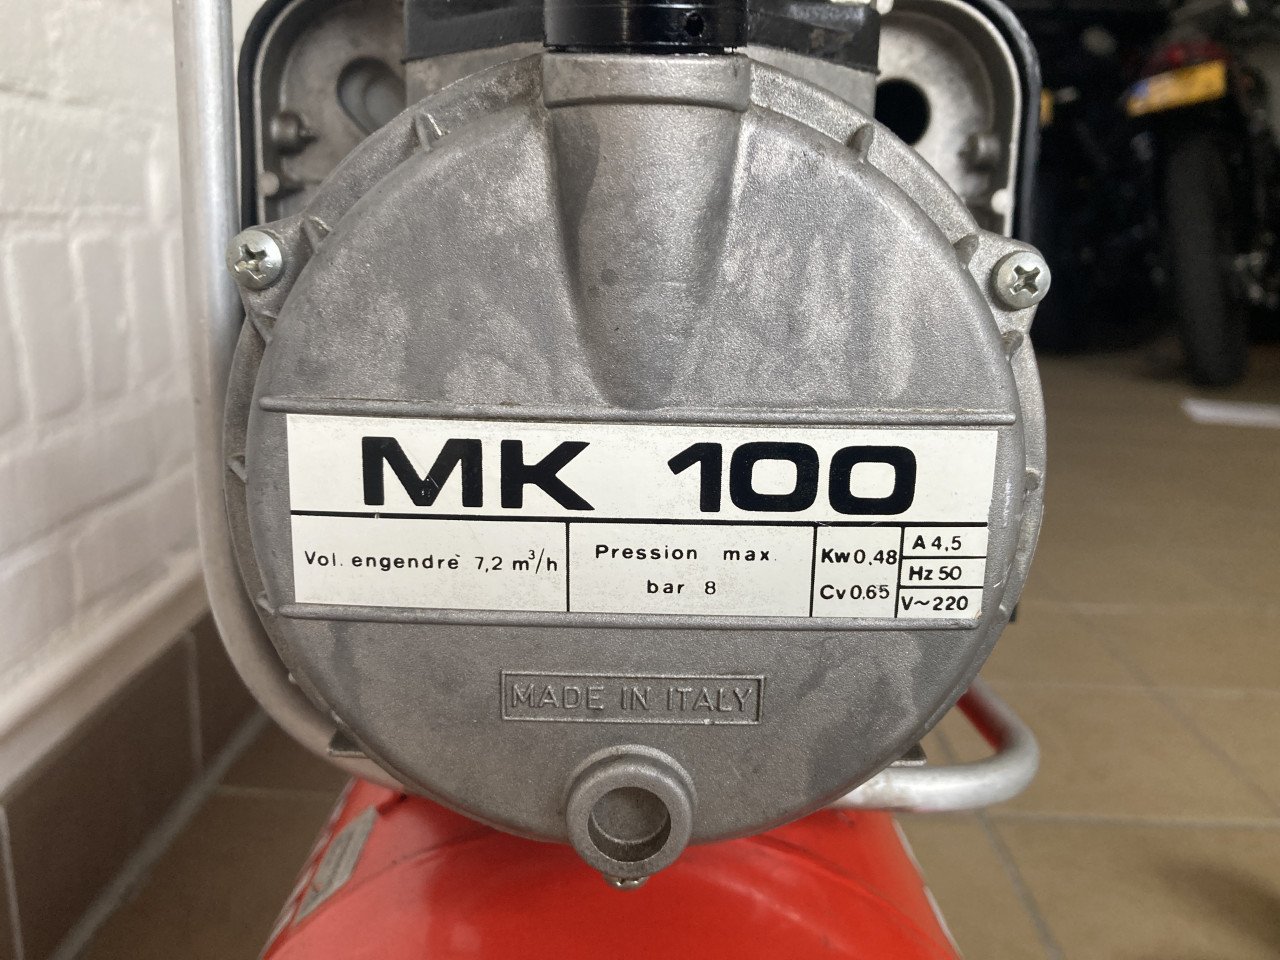 MK 100
Vol. engendrè 7,2 m³/h
Pression max.
bar 8
Kw 0,48
Cv 0,65
A 4,5
Hz 50
V~220
MADE IN ITALY